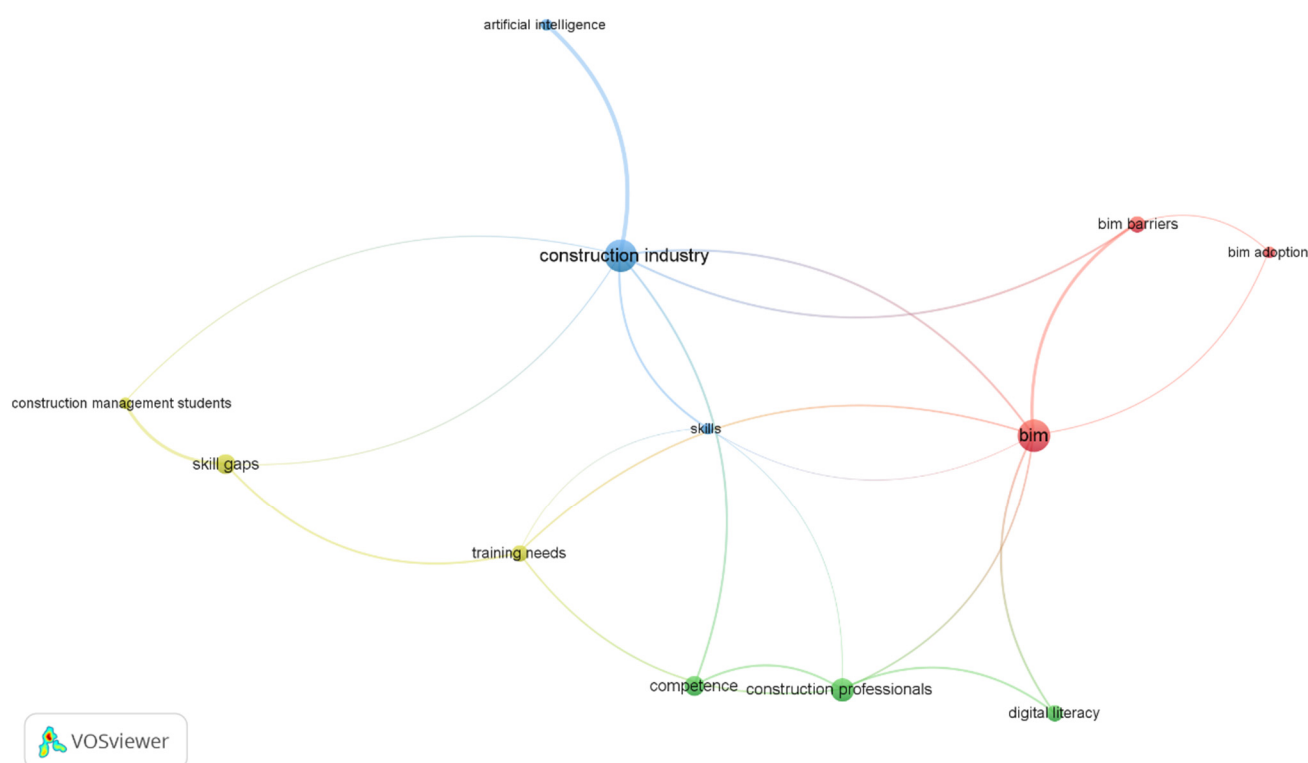 artificial intelligence
bim barriers
bim adoption
construction industry
construction management students
skills
bim
skill gaps
training needs
competence
construction professionals
digital literacy
VOSviewer